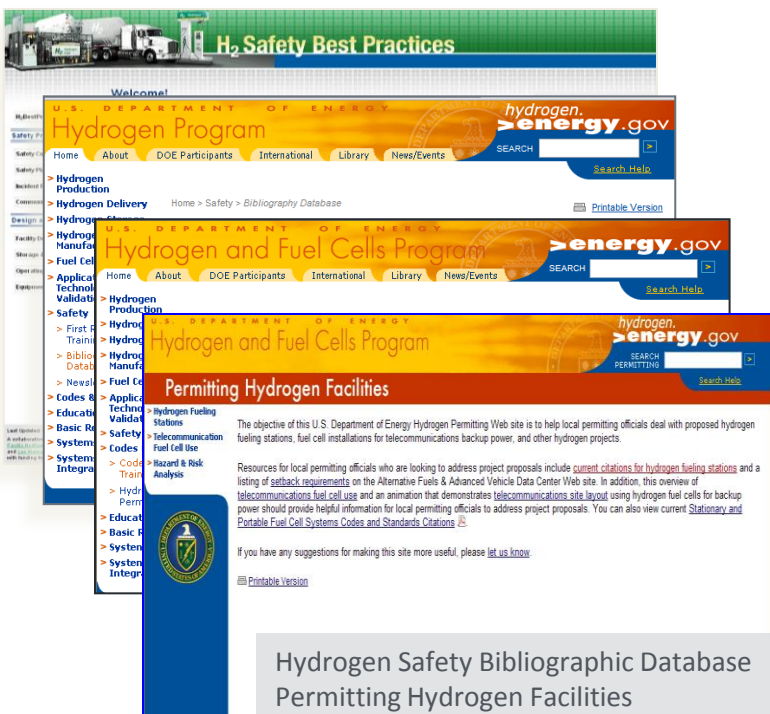 H2 Safety Best Practices
Welcome!
Safety
U.S. DEPARTMENT OF ENERGY
Hydrogen Program
hydrogen.
>energy.gov
SEARCH
>
Search Help
Home About DOE Participants International Library News/Events
> Hydrogen
Production
> Hydrogen Delivery
Home > Safety > Bibliography Database
Printable Version
> Safety
> First
> Codes &
U.S. DEPARTMENT OF ENERGY
Hydrogen and Fuel Cells Program
>energy.gov
SEARCH
>
Search Help
Home About DOE Participants International Library News/Events
> Hydrogen
Production
> Safety
> Codes
U.S. DEPARTMENT OF ENERGY
Hydrogen and Fuel Cells Program
hydrogen.
>energy.gov
SEARCH
PERMITTING
>
Search Help
Permitting Hydrogen Facilities
> Hydrogen Fueling
Stations
> Telecommunication
Fuel Cell Use
> Hazard & Risk
Analysis
The objective of this U.S. Department of Energy Hydrogen Permitting Web site is to help local permitting officials deal with proposed hydrogen
fueling stations, fuel cell installations for telecommunications backup power, and other hydrogen projects.
Resources for local permitting officials who are looking to address project proposals include current citations for hydrogen fueling stations and a
listing of setback requirements on the Alternative Fuels & Advanced Vehicle Data Center Web site. In addition, this overview of
telecommunications fuel cell use and an animation that demonstrates telecommunications site layout using hydrogen fuel cells for backup
power should provide helpful information for local permitting officials to address project proposals. You can also view current Stationary and
Portable Fuel Cell Systems Codes and Standards Citations
If you have any suggestions for making this site more useful, please let us know.
Printable Version
Hydrogen Safety Bibliographic Database
Permitting Hydrogen Facilities